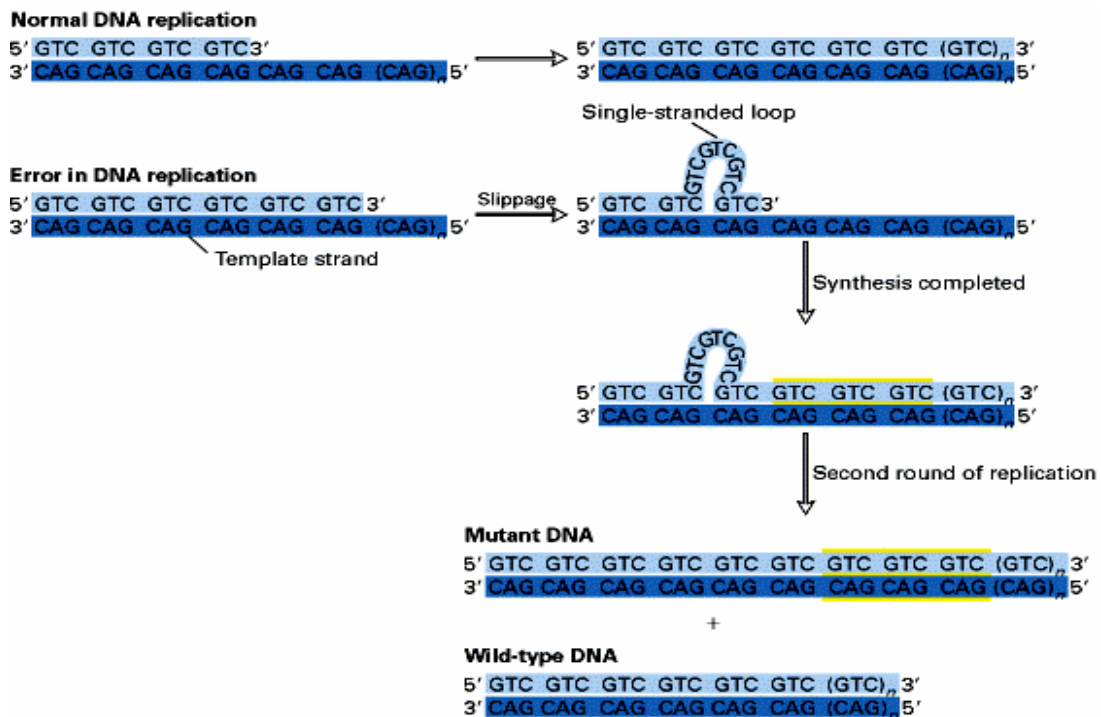 Normal DNA replication
5′ GTC GTC GTC GTC3′
3′ CAG CAG CAG CAG CAG CAG (CAG)n 5′
5′ GTC GTC GTC GTC GTC GTC (GTC)n 3′
3′ CAG CAG CAG CAG CAG CAG (CAG)n 5′
Single-stranded loop
Error in DNA replication
5′ GTC GTC GTC GTC GTC GTC 3′
3′ CAG CAG CAG CAG CAG CAG (CAG)n 5′
Template strand
Slippage
GTC GTC GTC
5′ GTC GTC GTC3′
3′ CAG CAG CAG CAG CAG CAG (CAG)n 5′
Synthesis completed
GTC GTC GTC
5′ GTC GTC GTC GTC GTC GTC (GTC)n 3′
3′ CAG CAG CAG CAG CAG CAG (CAG)n 5′
Second round of replication
Mutant DNA
5′ GTC GTC GTC GTC GTC GTC GTC GTC GTC (GTC)n 3′
3′ CAG CAG CAG CAG CAG CAG CAG CAG CAG (CAG)n 5′
+
Wild-type DNA
5′ GTC GTC GTC GTC GTC GTC (GTC)n 3′
3′ CAG CAG CAG CAG CAG CAG (CAG)n 5′